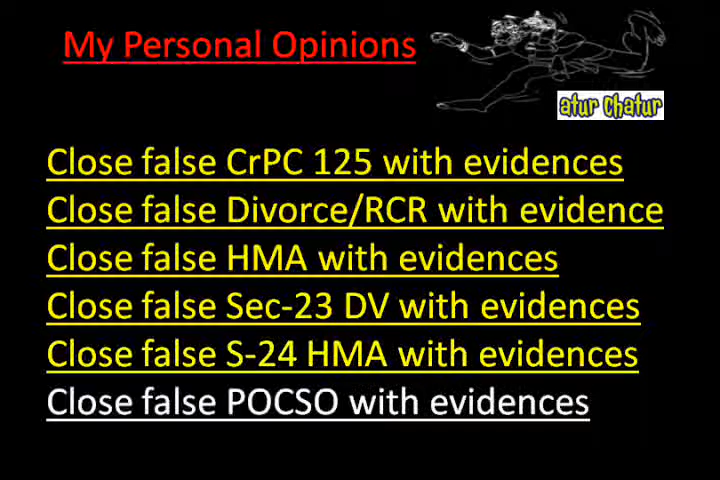 My Personal Opinions
atur chatur
Close false CrPC 125 with evidences
Close false Divorce/RCR with evidence
Close false HMA with evidences
Close false Sec-23 DV with evidences
Close false S-24 HMA with evidences
Close false POCSO with evidences